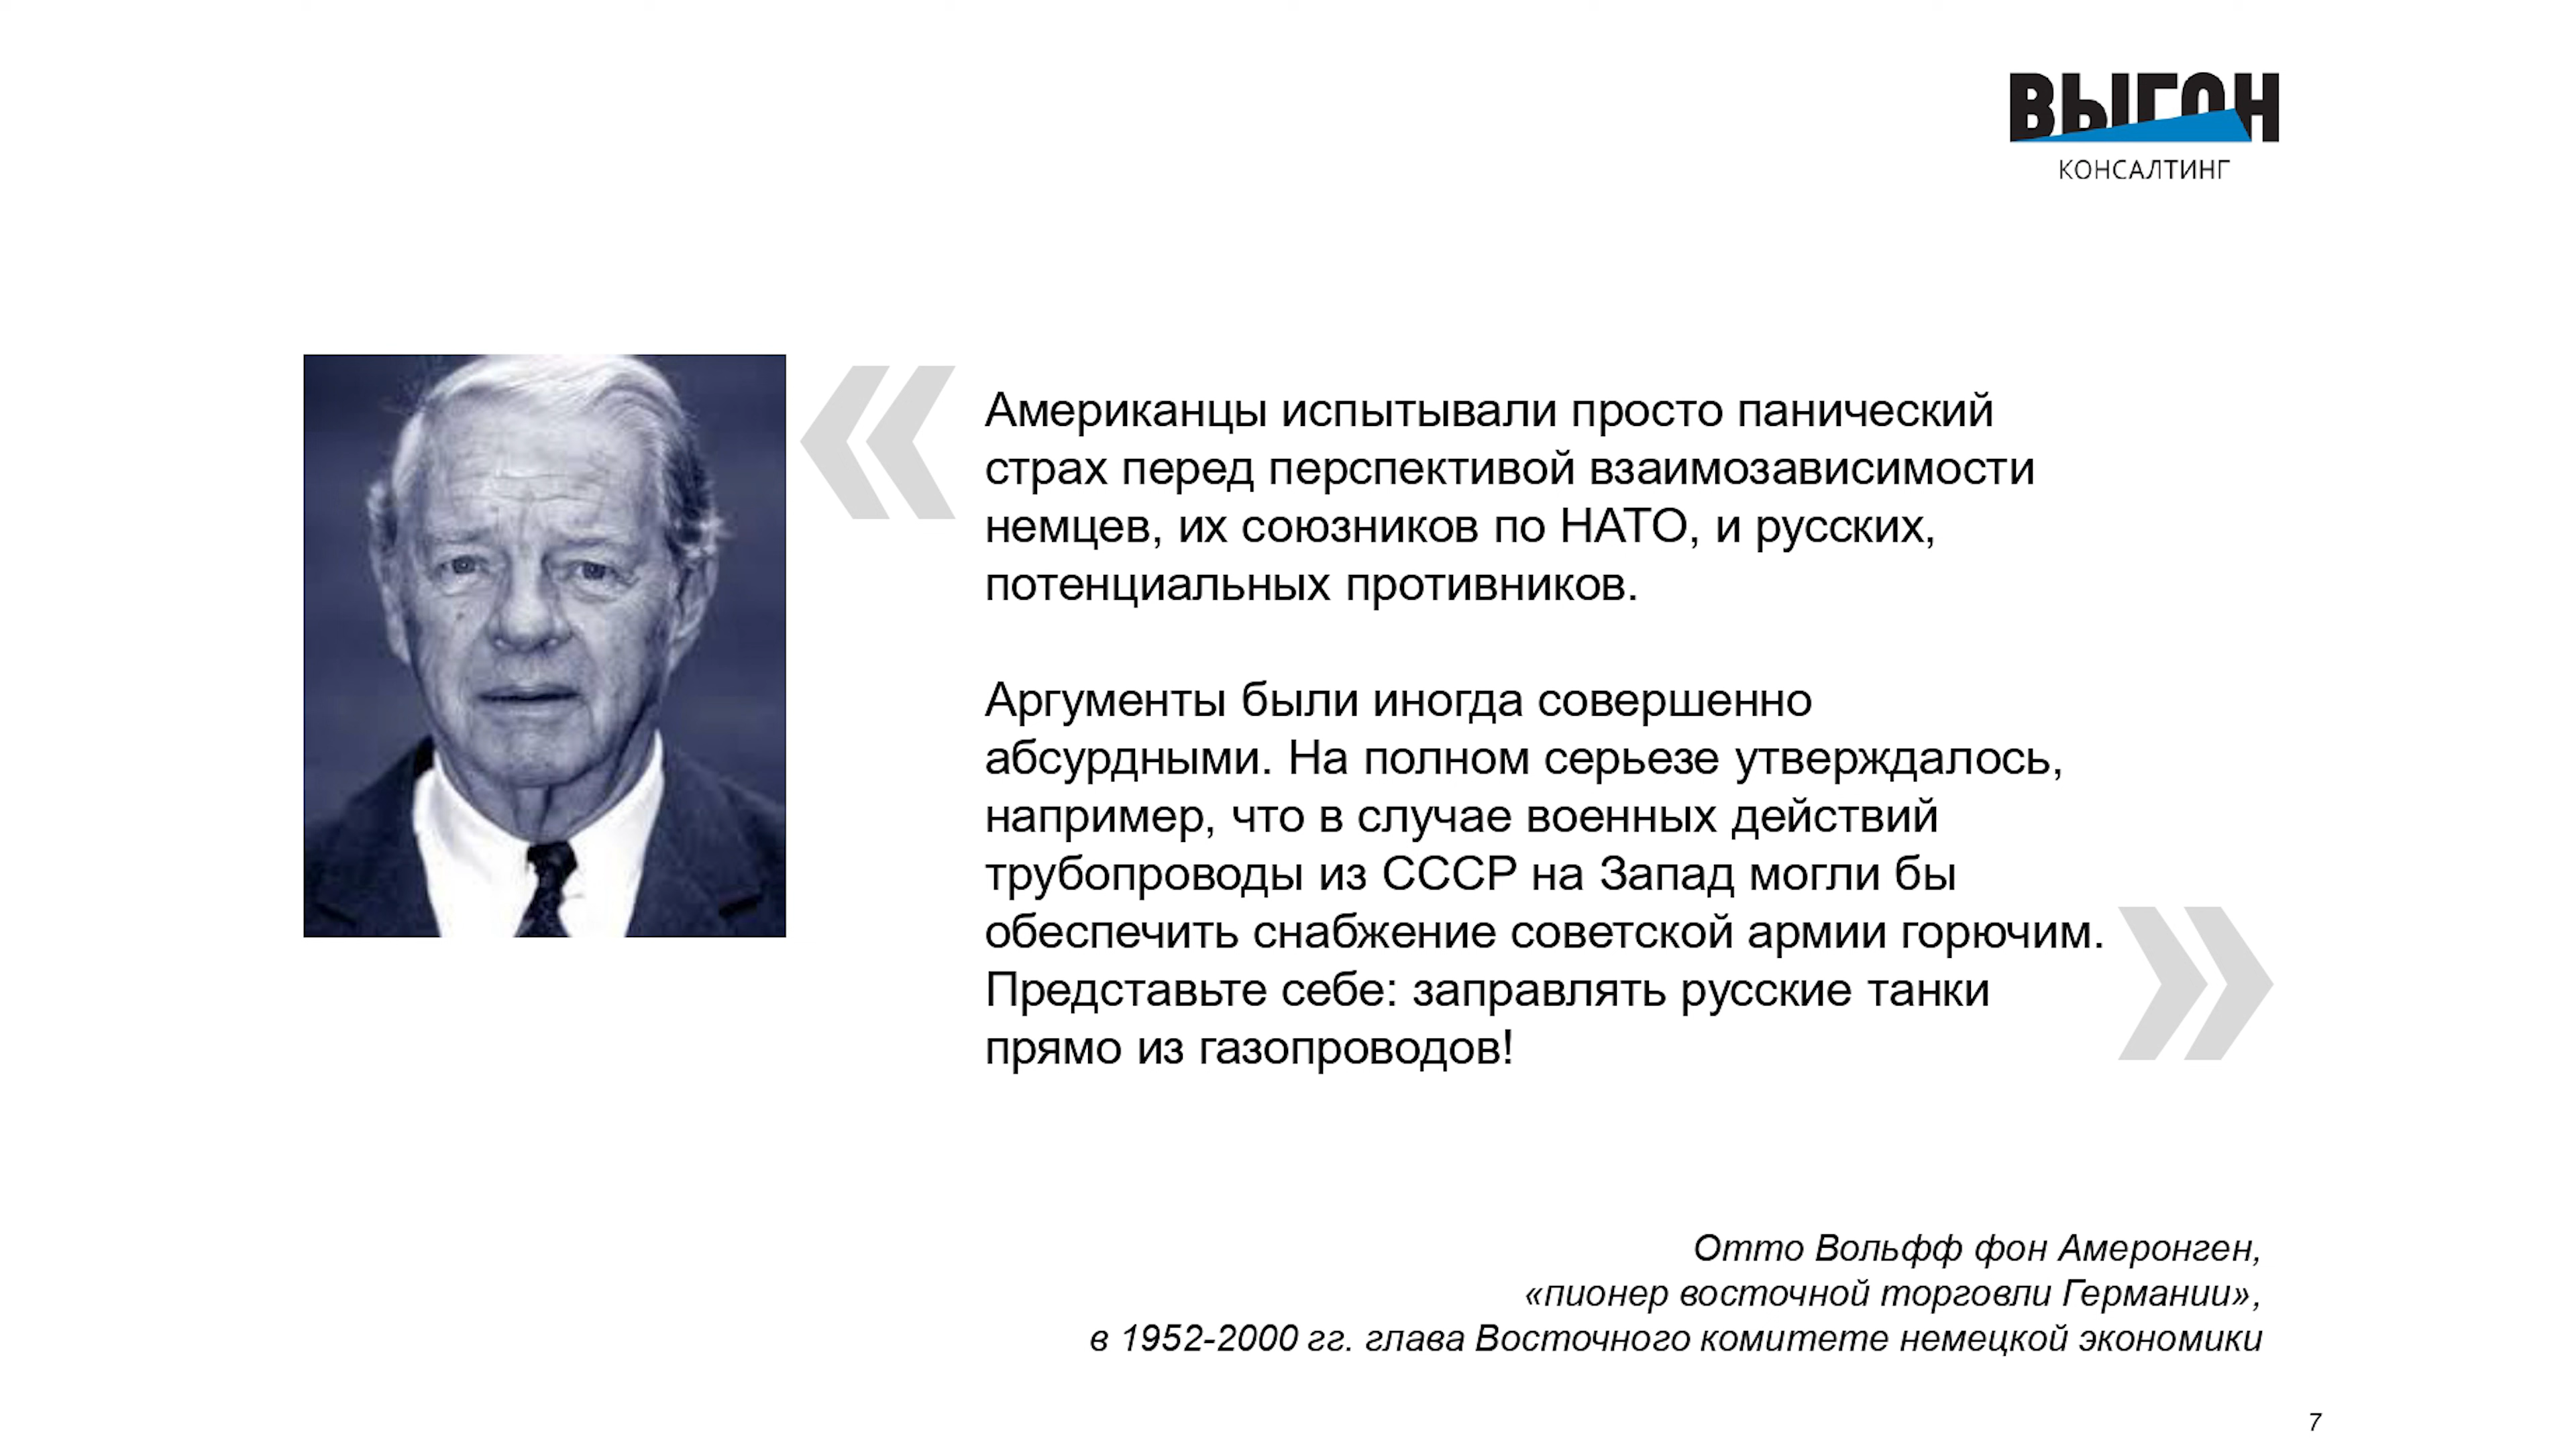 ВЫГОН
КОНСАЛТИНГ
«
Американцы испытывали просто панический
страх перед перспективой взаимозависимости
немцев, их союзников по НАТО, и русских,
потенциальных противников.
Аргументы были иногда совершенно
абсурдными. На полном серьезе утверждалось,
например, что в случае военных действий
трубопроводы из СССР на Запад могли бы
обеспечить снабжение советской армии горючим.
Представьте себе: заправлять русские танки
прямо из газопроводов!
»
Отто Вольфф фон Амеронген,
«пионер восточной торговли Германии»,
в 1952-2000 гг. глава Восточного комитете немецкой экономики
7